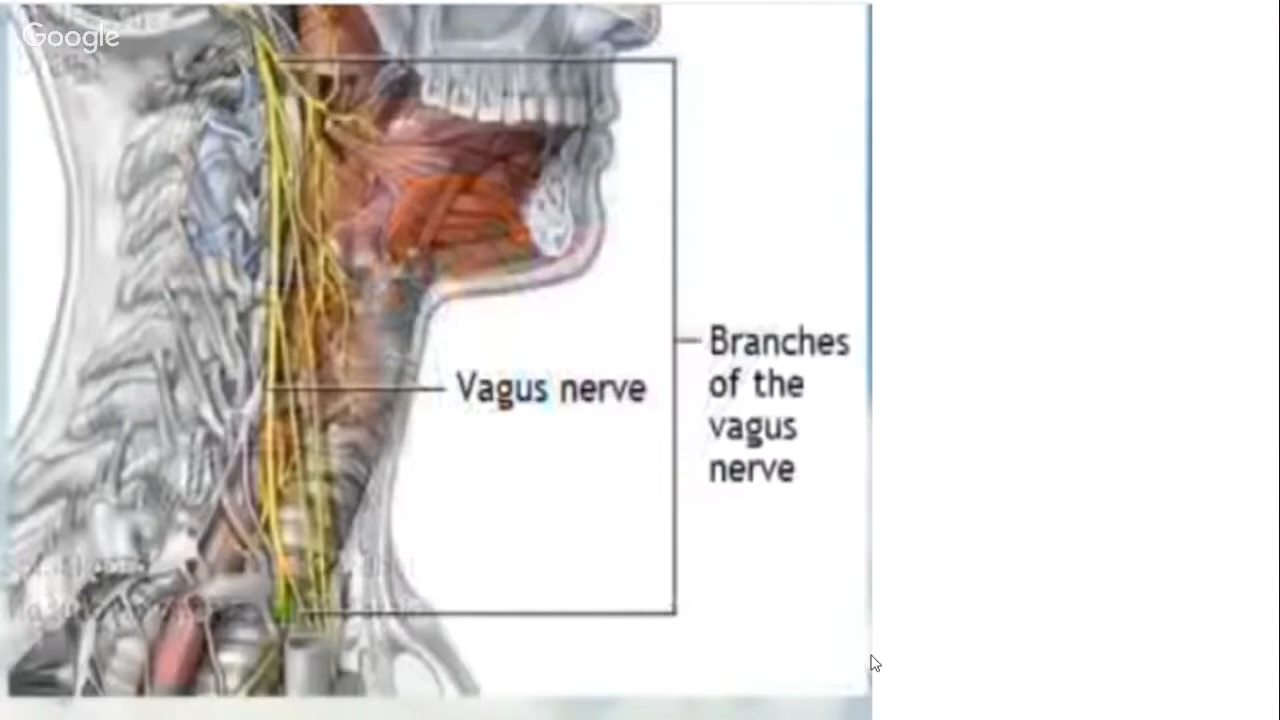 Google
Vagus nerve
Branches
of the
vagus
nerve